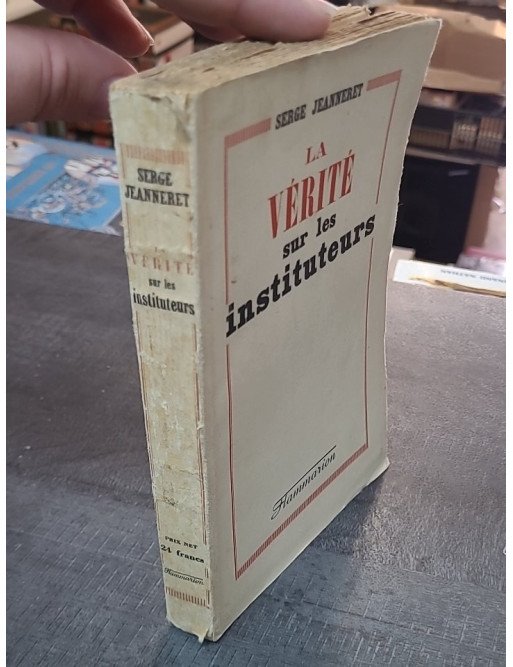 SERGE JEANNERET
LA
VÉRITÉ
sur les
instituteurs
Flammarion
SERGE
JEANNERET
LA
VÉRITÉ
sur les
instituteurs
PRIX NET
24 francs
Flammarion